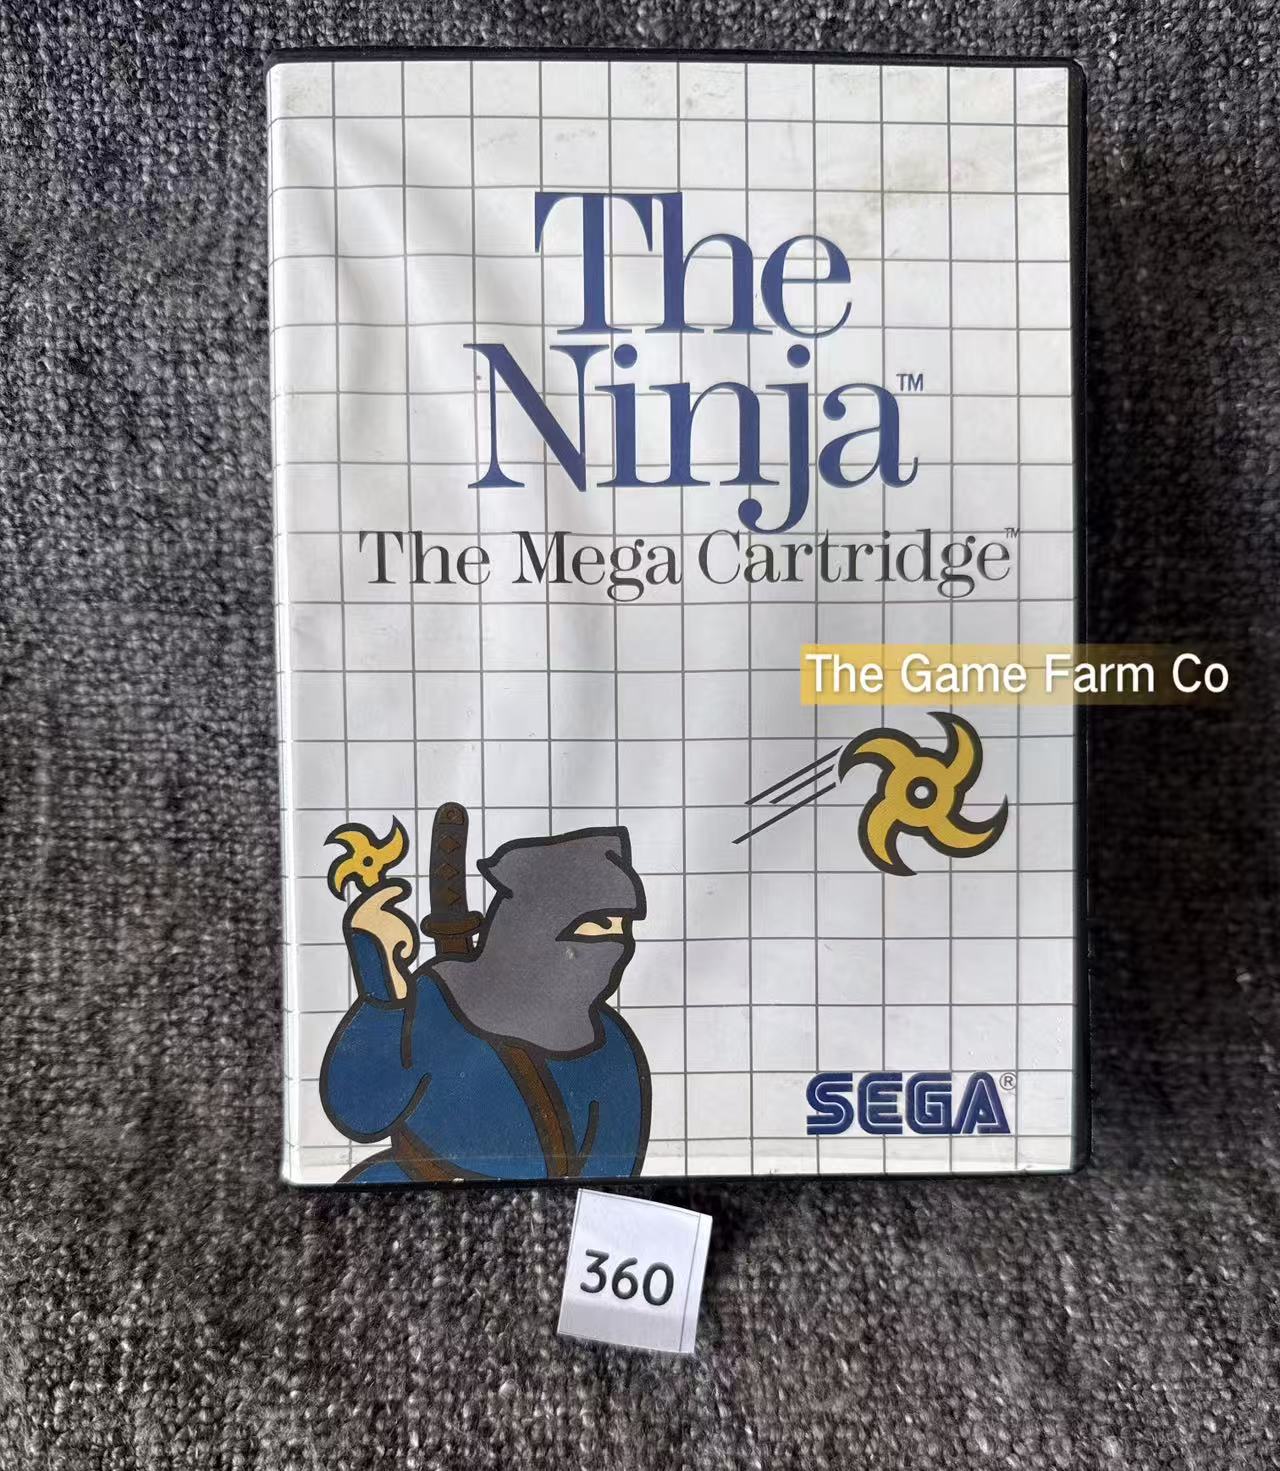 The
Ninja™
The Mega Cartridge™
The Game Farm Co
SEGA®
360